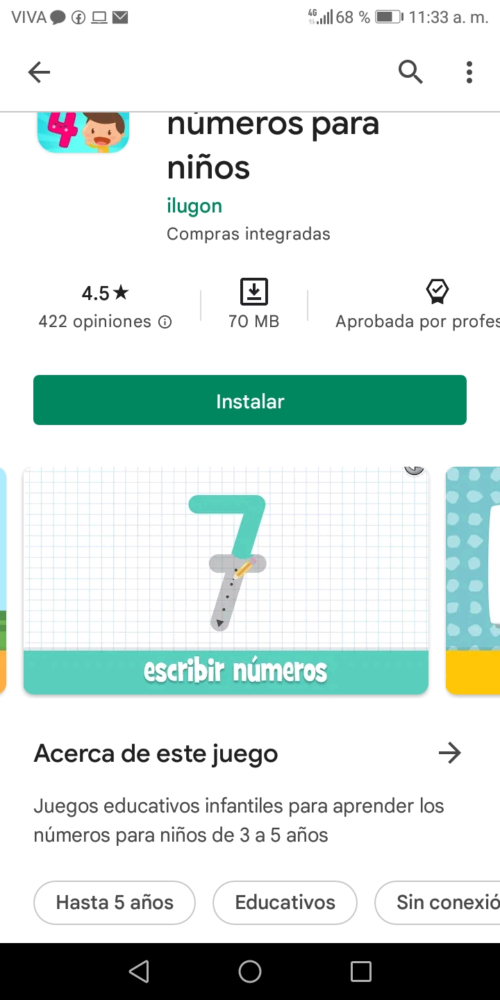 VIVA 4G 68 % 11:33 a. m.
4
números para
niños
ilugon
Compras integradas
4.5★
422 opiniones
70 MB
Aprobada por profes
Instalar
7
escribir números
Acerca de este juego
Juegos educativos infantiles para aprender los
números para niños de 3 a 5 años
Hasta 5 años Educativos Sin conexió